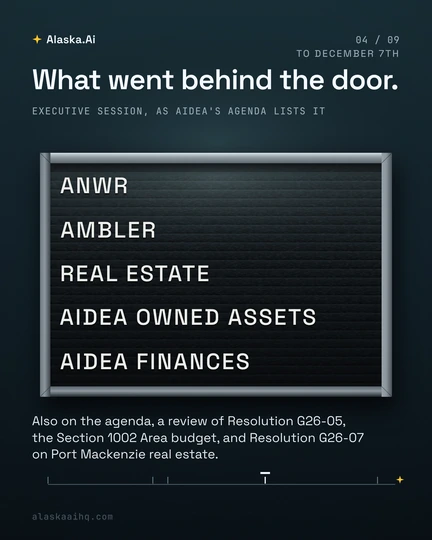 Alaska.Ai
04 / 09
TO DECEMBER 7TH
What went behind the door.
EXECUTIVE SESSION, AS AIDEA'S AGENDA LISTS IT
ANWR
AMBLER
REAL ESTATE
AIDEA OWNED ASSETS
AIDEA FINANCES
Also on the agenda, a review of Resolution G26-05,
the Section 1002 Area budget, and Resolution G26-07
on Port Mackenzie real estate.
alaskaaihq.com